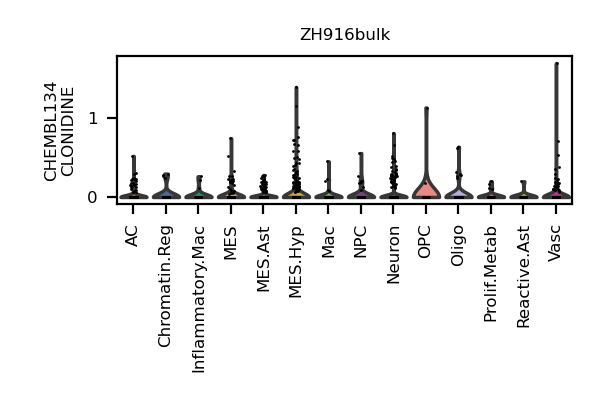 ZH916bulk
CHEMBL134
CLONIDINE
1
0
AC
Chromatin.Reg
Inflammatory.Mac
MES
MES.Ast
MES.Hyp
Mac
NPC
Neuron
OPC
Oligo
Prolif.Metab
Reactive.Ast
Vasc